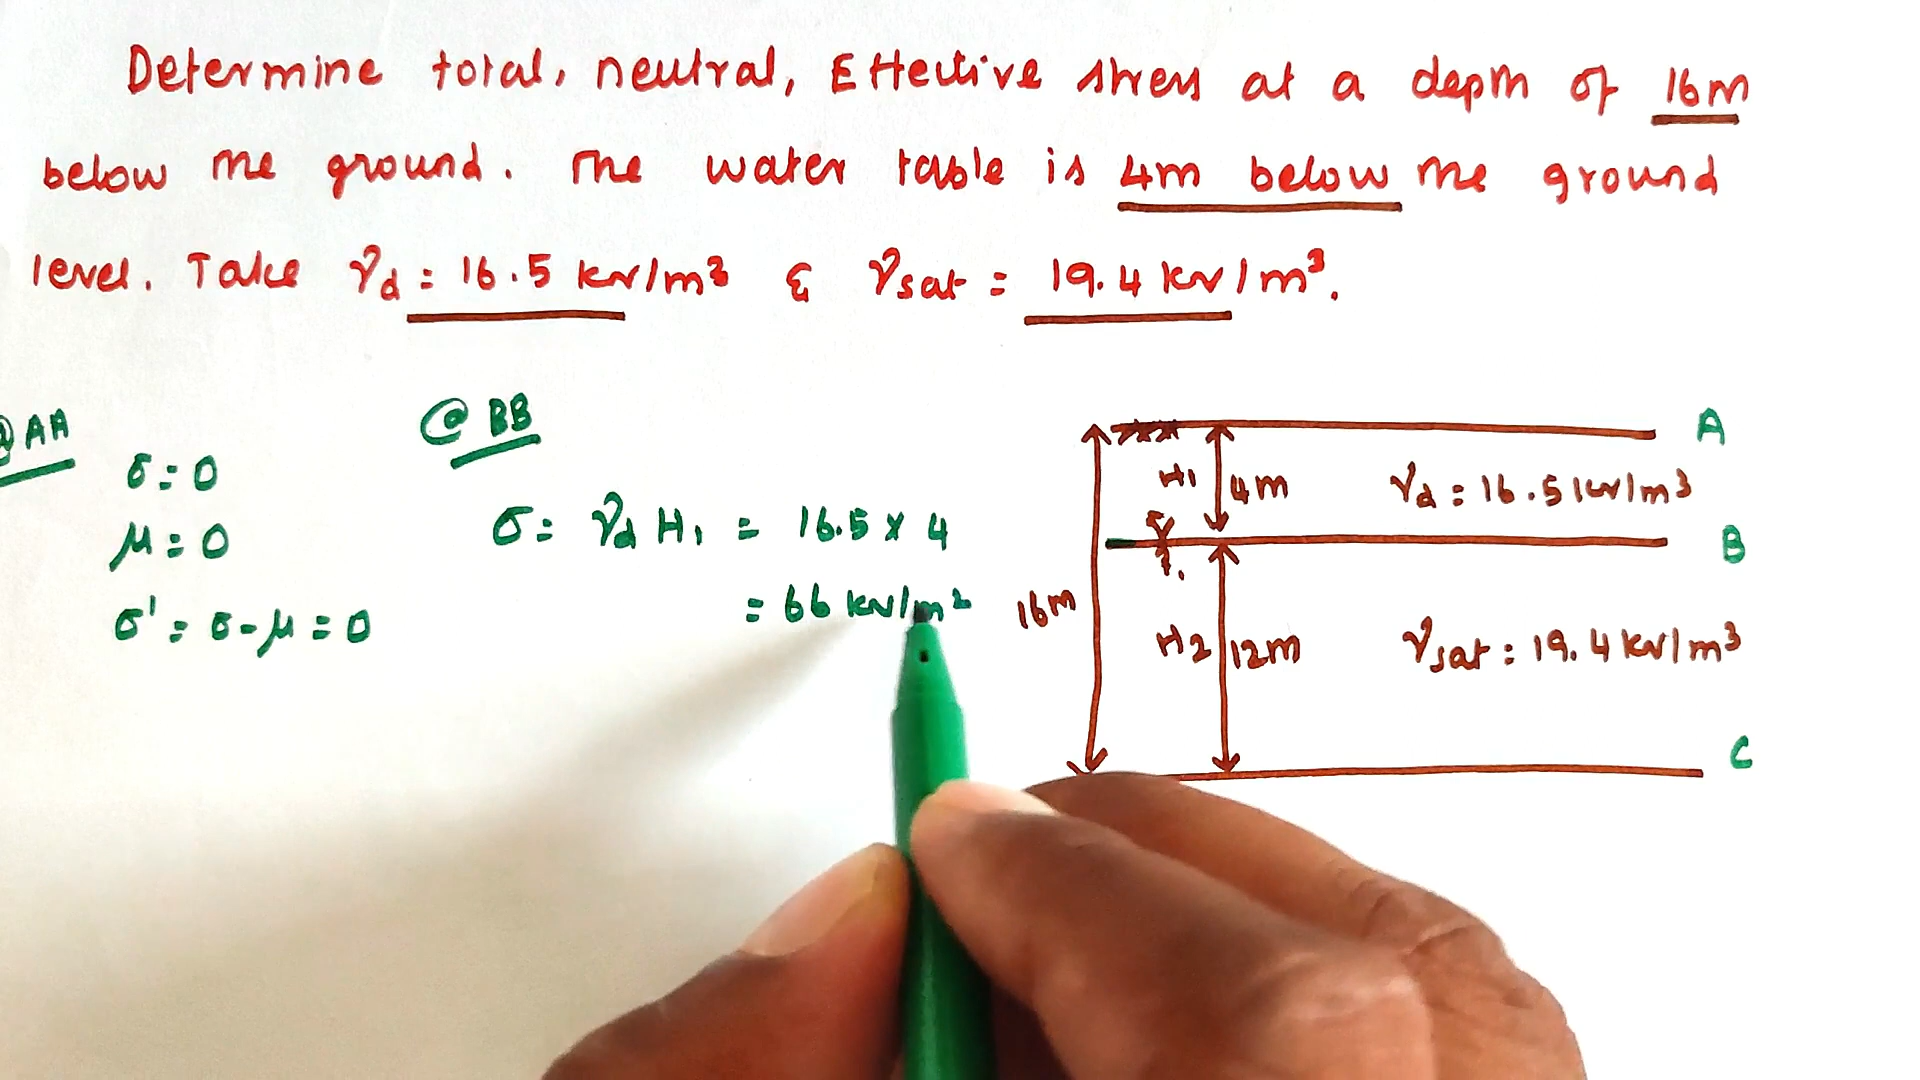 Determine total, neutral, Effective stress at a depth of 16m
below the ground. The water table is 4m below the ground
level. Take γd = 16.5 kN/m3 & γsat = 19.4 kN/m3.
@AA
σ = 0
μ = 0
σ' = σ - μ = 0
@BB
σ = γd H1 = 16.5 × 4
= 66 kN/m2
A
H1 4m γd = 16.5 kN/m3
B
16m
H2 12m γsat = 19.4 kN/m3
C